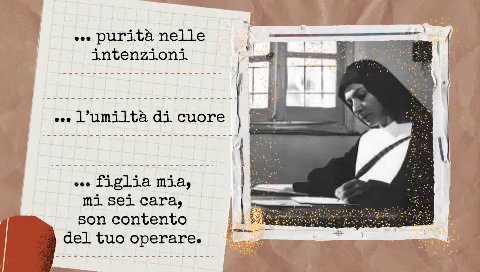 ... purità nelle
intenzioni
... l'umiltà di cuore
... figlia mia,
mi sei cara,
son contento
del tuo operare.